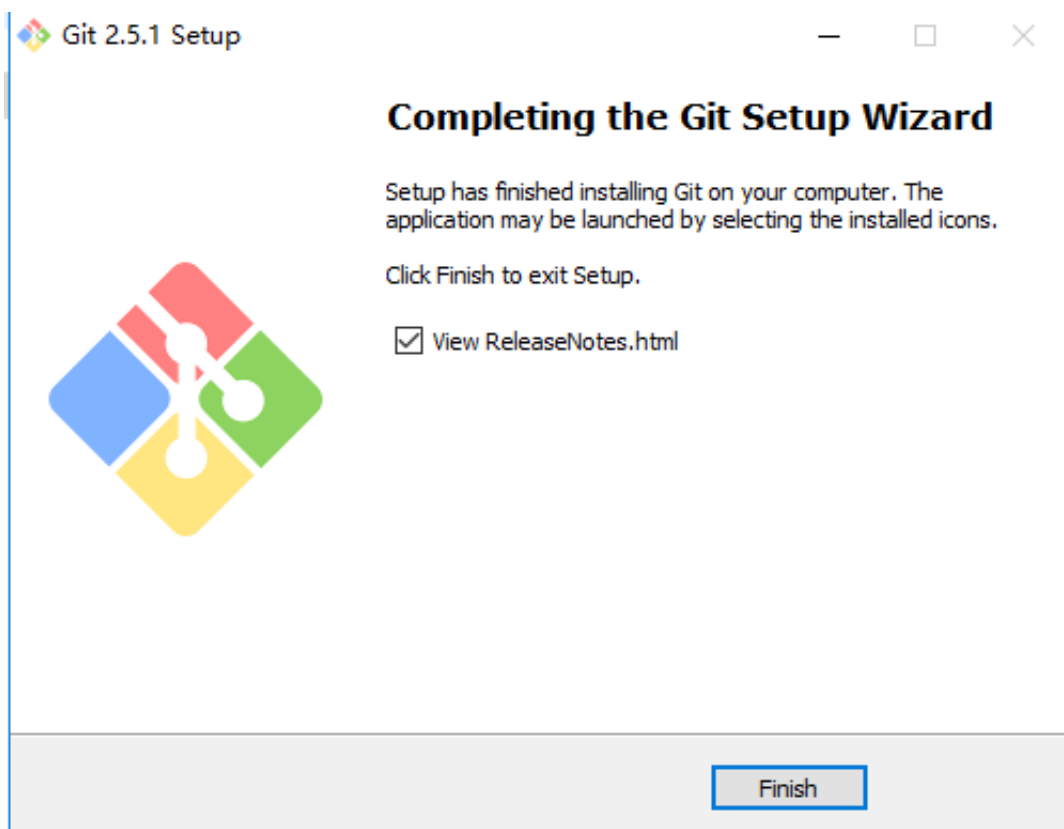 Git 2.5.1 Setup
Completing the Git Setup Wizard
Setup has finished installing Git on your computer. The
application may be launched by selecting the installed icons.
Click Finish to exit Setup.
View ReleaseNotes.html
Finish